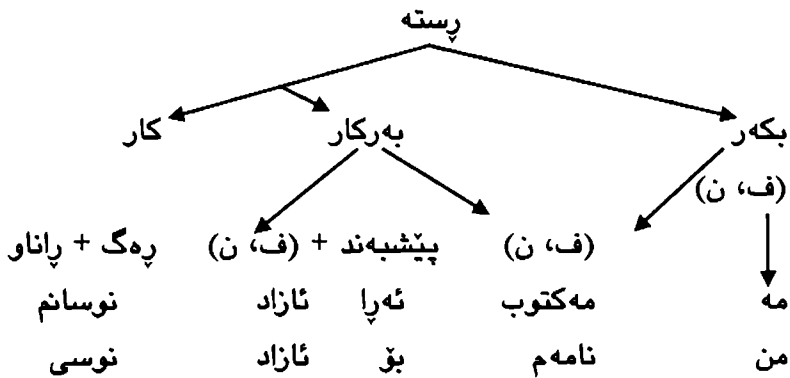 ڕستە
بکەر بەرکار کار
(ف، ن)
(ف، ن) پێشبەند + (ف، ن) ڕەگ + ڕاناو
مە مەکتوب ئەڕا ئازاد نوسانم
من نامەم بۆ ئازاد نوسی